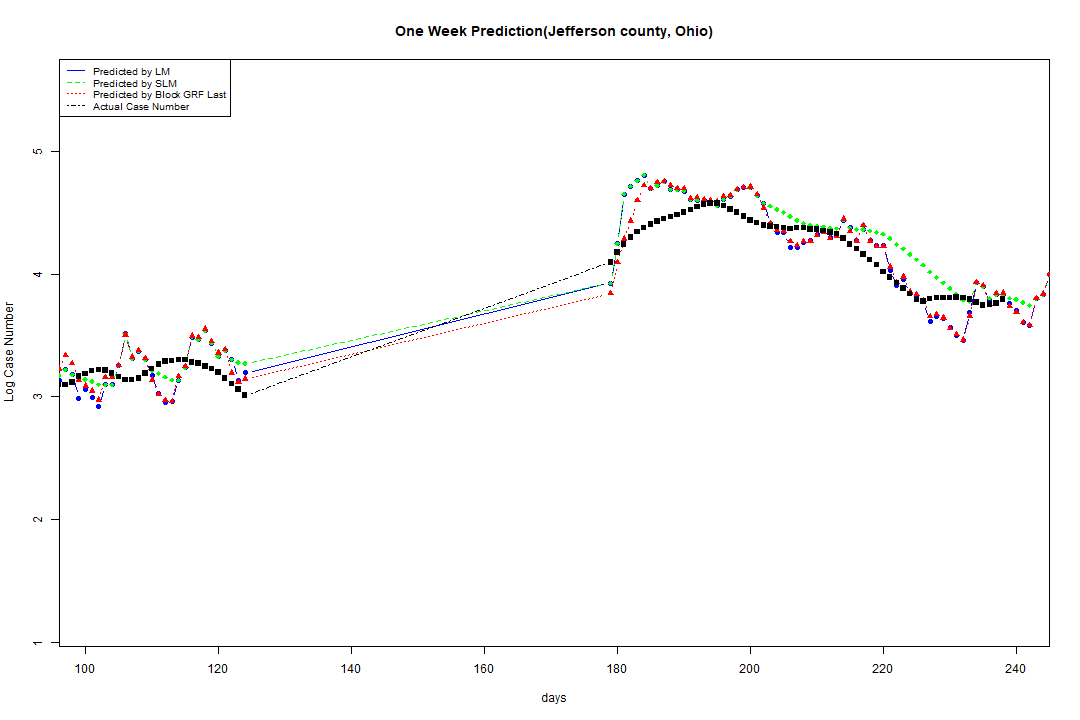 One Week Prediction(Jefferson county, Ohio)
Predicted by LM
Predicted by SLM
Predicted by Block GRF Last
Actual Case Number
5
4
3
2
1
Log Case Number
100 120 140 160 180 200 220 240
days